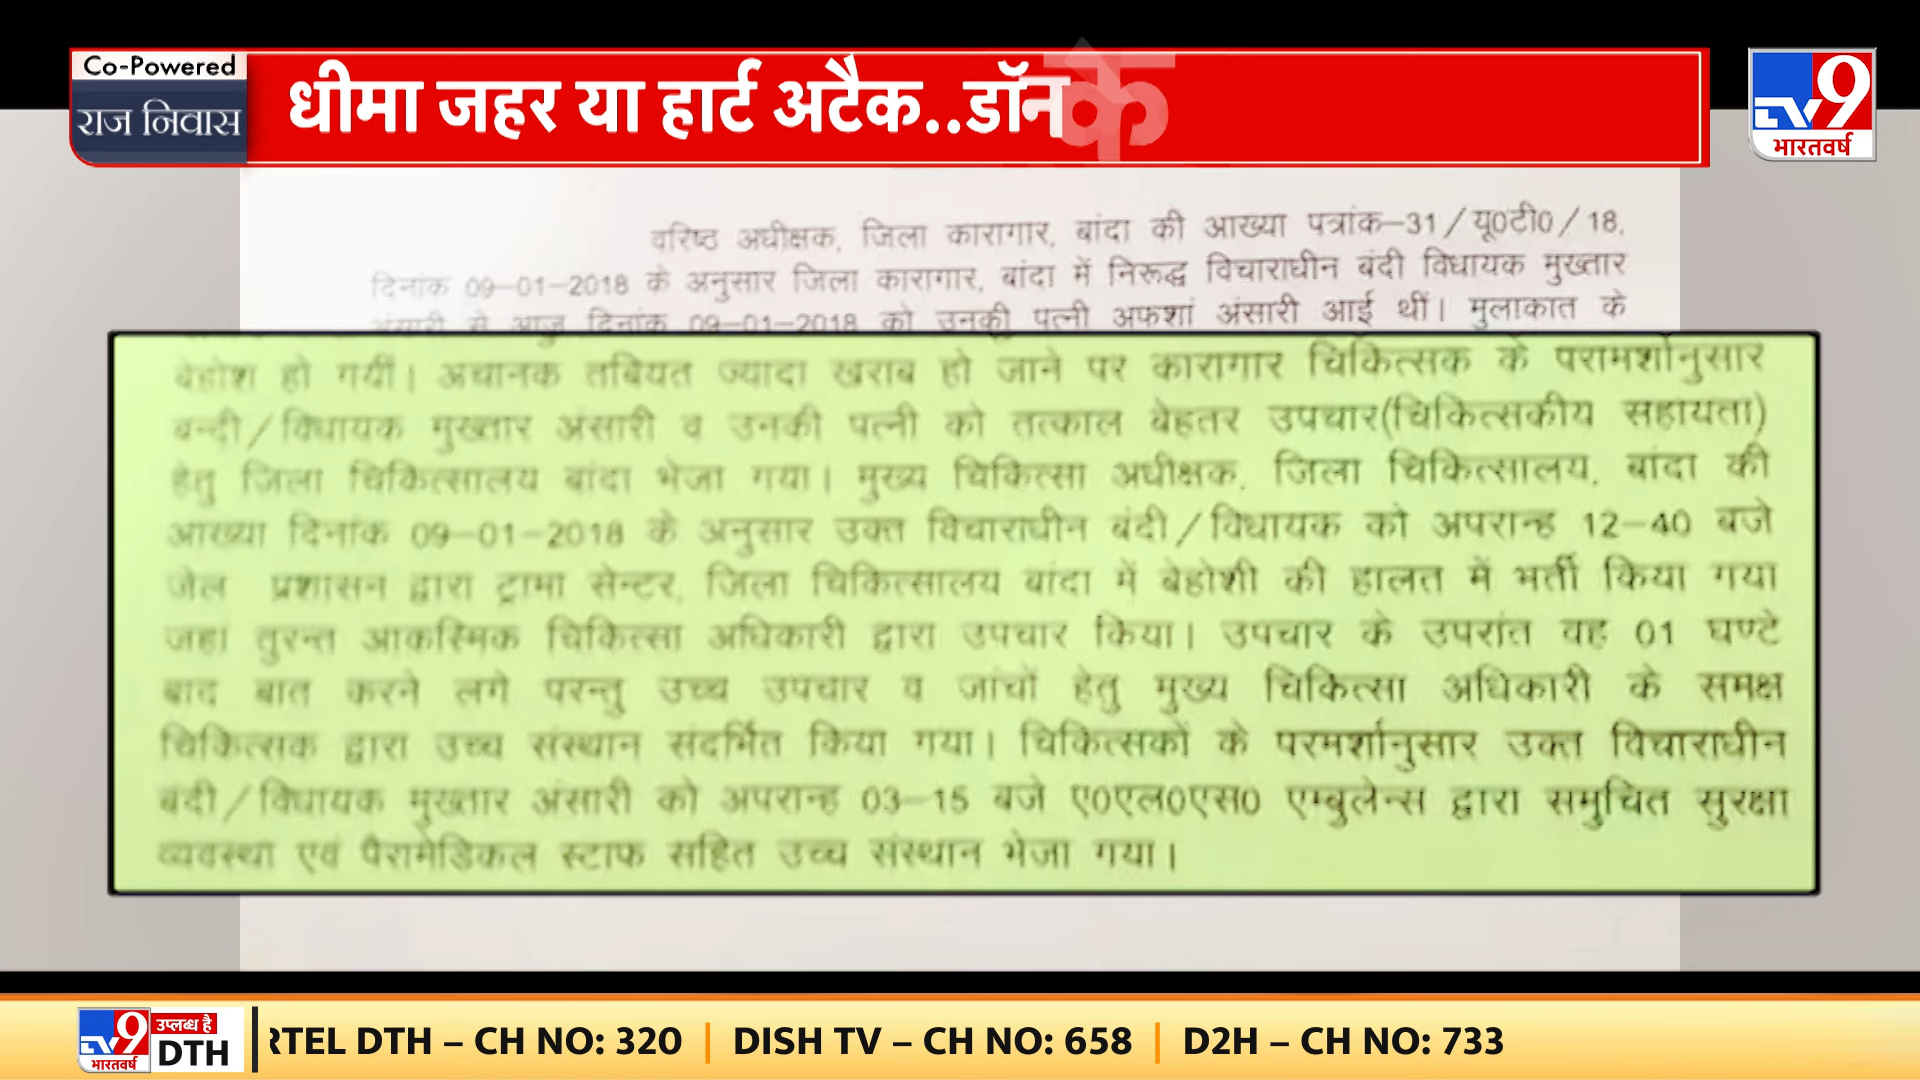 Co-Powered
राज निवास
धीमा जहर या हार्ट अटैक..डॉन के
TV9
भारतवर्ष
वरिष्ठ अधीक्षक, जिला कारागार, बांदा की आख्या पत्रांक–31/यू0टी0/18,
दिनांक 09–01–2018 के अनुसार जिला कारागार, बांदा में निरूद्ध विचाराधीन बंदी विधायक मुख्तार
अंसारी से आज दिनांक 09–01–2018 को उनकी पत्नी अफशां अंसारी आई थीं। मुलाकात के
बेहोश हो गयीं। अचानक तबियत ज्यादा खराब हो जाने पर कारागार चिकित्सक के परामर्शानुसार
बन्दी/विधायक मुख्तार अंसारी व उनकी पत्नी को तत्काल बेहतर उपचार(चिकित्सकीय सहायता)
हेतु जिला चिकित्सालय बांदा भेजा गया। मुख्य चिकित्सा अधीक्षक, जिला चिकित्सालय, बांदा की
आख्या दिनांक 09–01–2018 के अनुसार उक्त विचाराधीन बंदी/विधायक को अपरान्ह 12–40 बजे
जेल प्रशासन द्वारा ट्रामा सेन्टर, जिला चिकित्सालय बांदा में बेहोशी की हालत में भर्ती किया गया
जहां तुरन्त आकस्मिक चिकित्सा अधिकारी द्वारा उपचार किया। उपचार के उपरांत वह 01 घण्टे
बाद बात करने लगे परन्तु उच्च उपचार व जांचों हेतु मुख्य चिकित्सा अधिकारी के समक्ष
चिकित्सक द्वारा उच्च संस्थान संदर्भित किया गया। चिकित्सकों के परमर्शानुसार उक्त विचाराधीन
बंदी/विधायक मुख्तार अंसारी को अपरान्ह 03–15 बजे ए0एल0एस0 एम्बुलेन्स द्वारा समुचित सुरक्षा
व्यवस्था एवं पैरामेडिकल स्टाफ सहित उच्च संस्थान भेजा गया।
TV9
भारतवर्ष
उप्लब्ध है
DTH
RTEL DTH – CH NO: 320 | DISH TV – CH NO: 658 | D2H – CH NO: 733